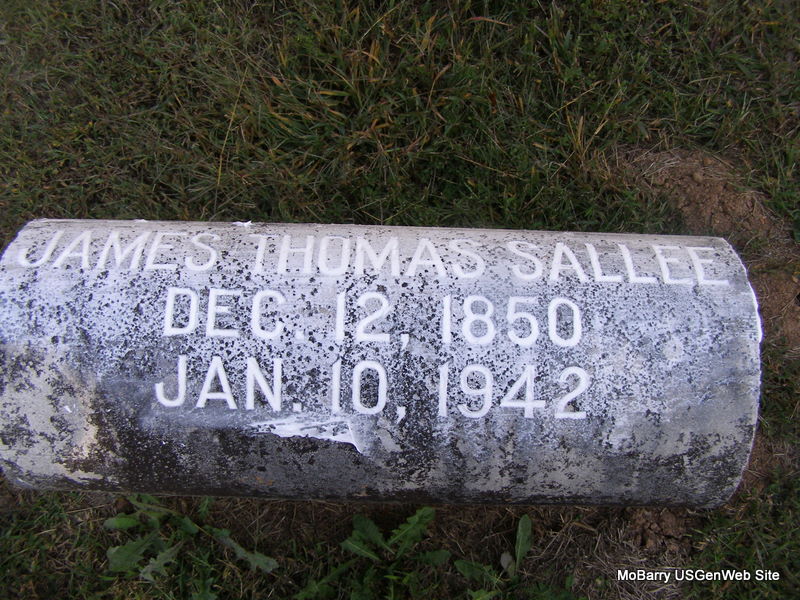 JAMES THOMAS SALLEE
DEC. 12, 1850
JAN. 10, 1942
MoBarry USGenWeb Site